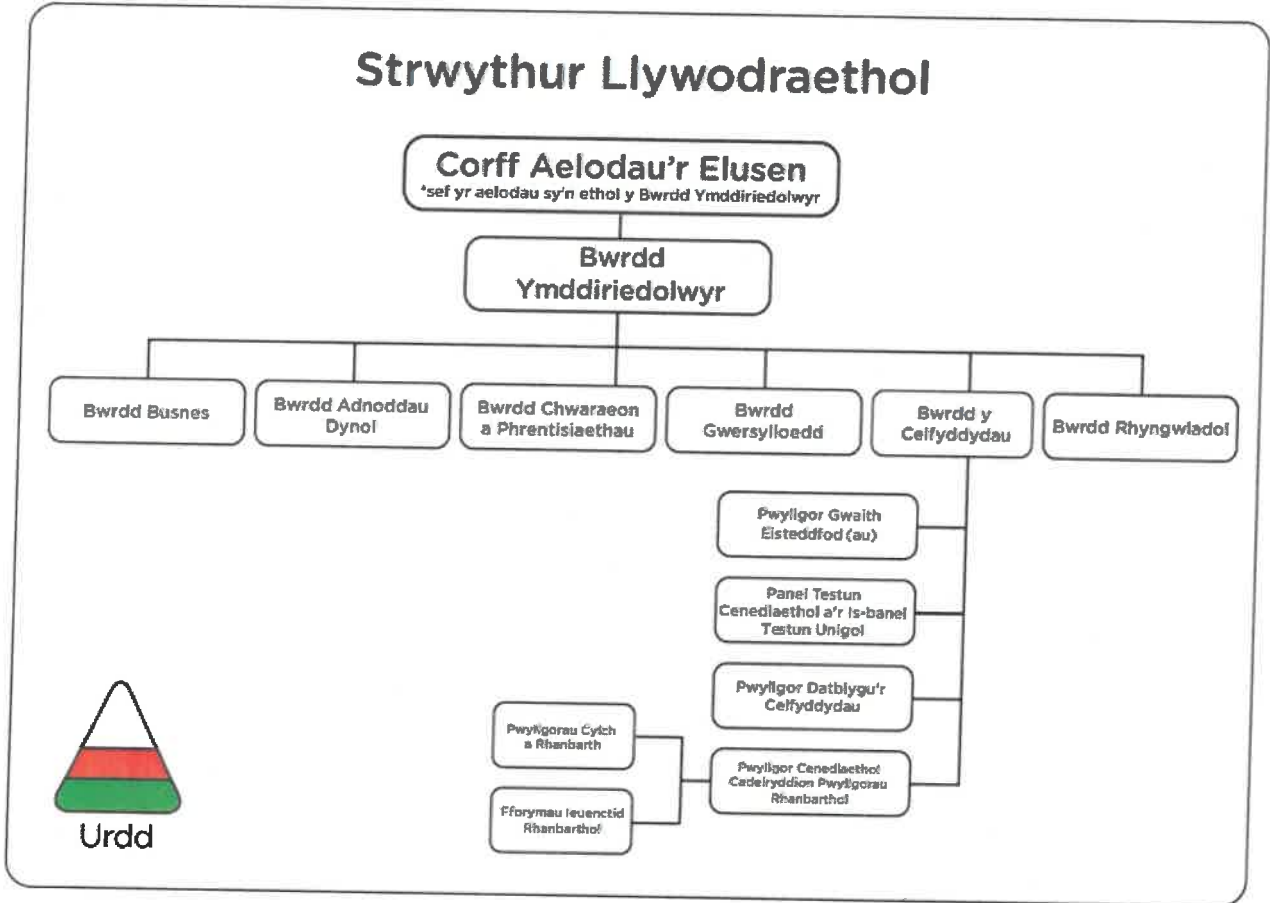 Strwythur Llywodraethol
Corff Aelodau'r Elusen
*sef yr aelodau sy'n ethol y Bwrdd Ymddiriedolwyr
Bwrdd
Ymddiriedolwyr
Bwrdd Busnes
Bwrdd Adnoddau
Dynol
Bwrdd Chwaraeon
a Phrentisiaethau
Bwrdd
Gwersylloedd
Bwrdd y
Celfyddydau
Bwrdd Rhyngwladol
Pwyllgor Gwaith
Eisteddfod (au)
Panel Testun
Cenedlaethol a'r Is-banel
Testun Unigol
Pwyllgor Datblygu'r
Celfyddydau
Pwyllgor Cenedlaethol
Cadeiryddion Pwyllgorau
Rhanbarthol
Pwyllgorau Cylch
a Rhanbarth
Fforymau Ieuenctid
Rhanbarthol
Urdd